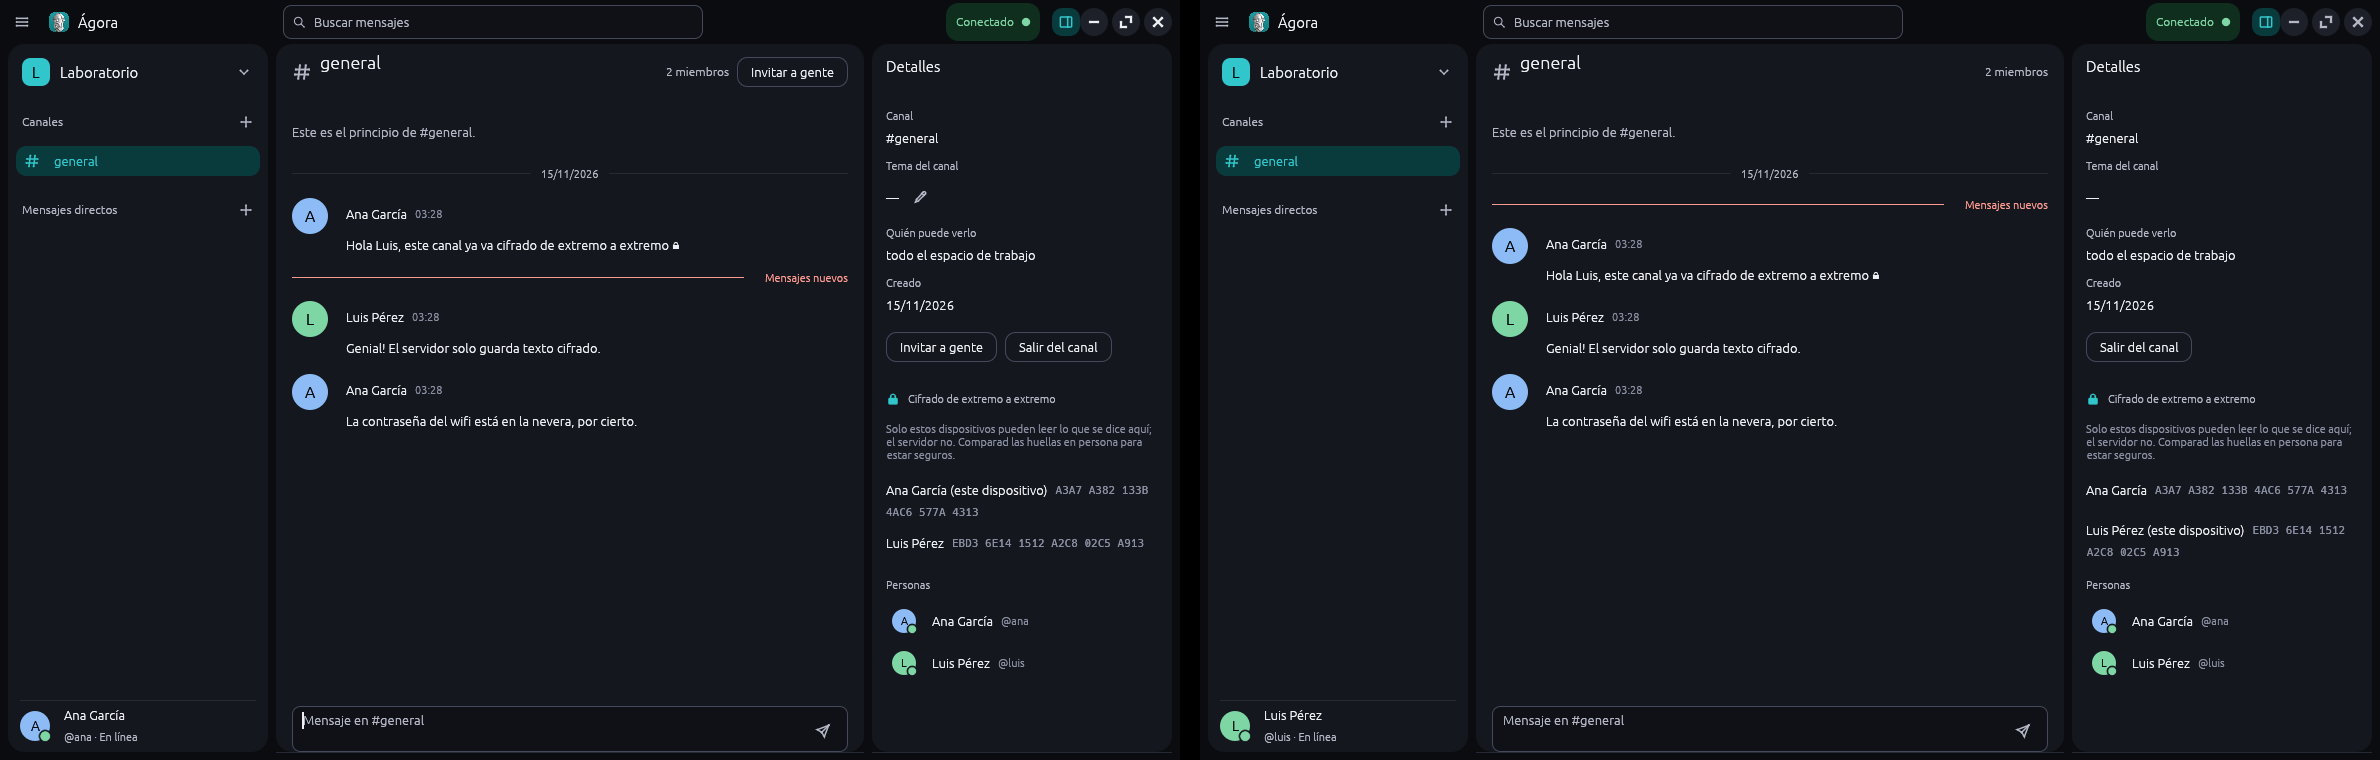 Ágora
Buscar mensajes
Conectado
L
Laboratorio
Canales
# general
Mensajes directos
A
Ana García
@ana · En línea
# general
2 miembros
Invitar a gente
Este es el principio de #general.
15/11/2026
A
Ana García 03:28
Hola Luis, este canal ya va cifrado de extremo a extremo
Mensajes nuevos
L
Luis Pérez 03:28
Genial! El servidor solo guarda texto cifrado.
A
Ana García 03:28
La contraseña del wifi está en la nevera, por cierto.
Mensaje en #general
Detalles
Canal
#general
Tema del canal
—
Quién puede verlo
todo el espacio de trabajo
Creado
15/11/2026
Invitar a gente
Salir del canal
Cifrado de extremo a extremo
Solo estos dispositivos pueden leer lo que se dice aquí;
el servidor no. Comparad las huellas en persona para
estar seguros.
Ana García (este dispositivo) A3A7 A382 133B
4AC6 577A 4313
Luis Pérez EBD3 6E14 1512 A2C8 02C5 A913
Personas
A
Ana García @ana
L
Luis Pérez @luis
Ágora
Buscar mensajes
Conectado
L
Laboratorio
Canales
# general
Mensajes directos
L
Luis Pérez
@luis · En línea
# general
2 miembros
Este es el principio de #general.
15/11/2026
Mensajes nuevos
A
Ana García 03:28
Hola Luis, este canal ya va cifrado de extremo a extremo
L
Luis Pérez 03:28
Genial! El servidor solo guarda texto cifrado.
A
Ana García 03:28
La contraseña del wifi está en la nevera, por cierto.
Mensaje en #general
Detalles
Canal
#general
Tema del canal
—
Quién puede verlo
todo el espacio de trabajo
Creado
15/11/2026
Salir del canal
Cifrado de extremo a extremo
Solo estos dispositivos pueden leer lo que se dice aquí;
el servidor no. Comparad las huellas en persona para
estar seguros.
Ana García A3A7 A382 133B 4AC6 577A 4313
Luis Pérez (este dispositivo) EBD3 6E14 1512
A2C8 02C5 A913
Personas
A
Ana García @ana
L
Luis Pérez @luis